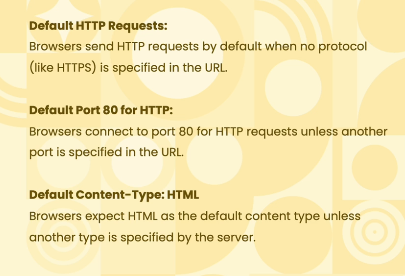 Default HTTP Requests:
Browsers send HTTP requests by default when no protocol
(like HTTPS) is specified in the URL.
Default Port 80 for HTTP:
Browsers connect to port 80 for HTTP requests unless another
port is specified in the URL.
Default Content-Type: HTML
Browsers expect HTML as the default content type unless
another type is specified by the server.